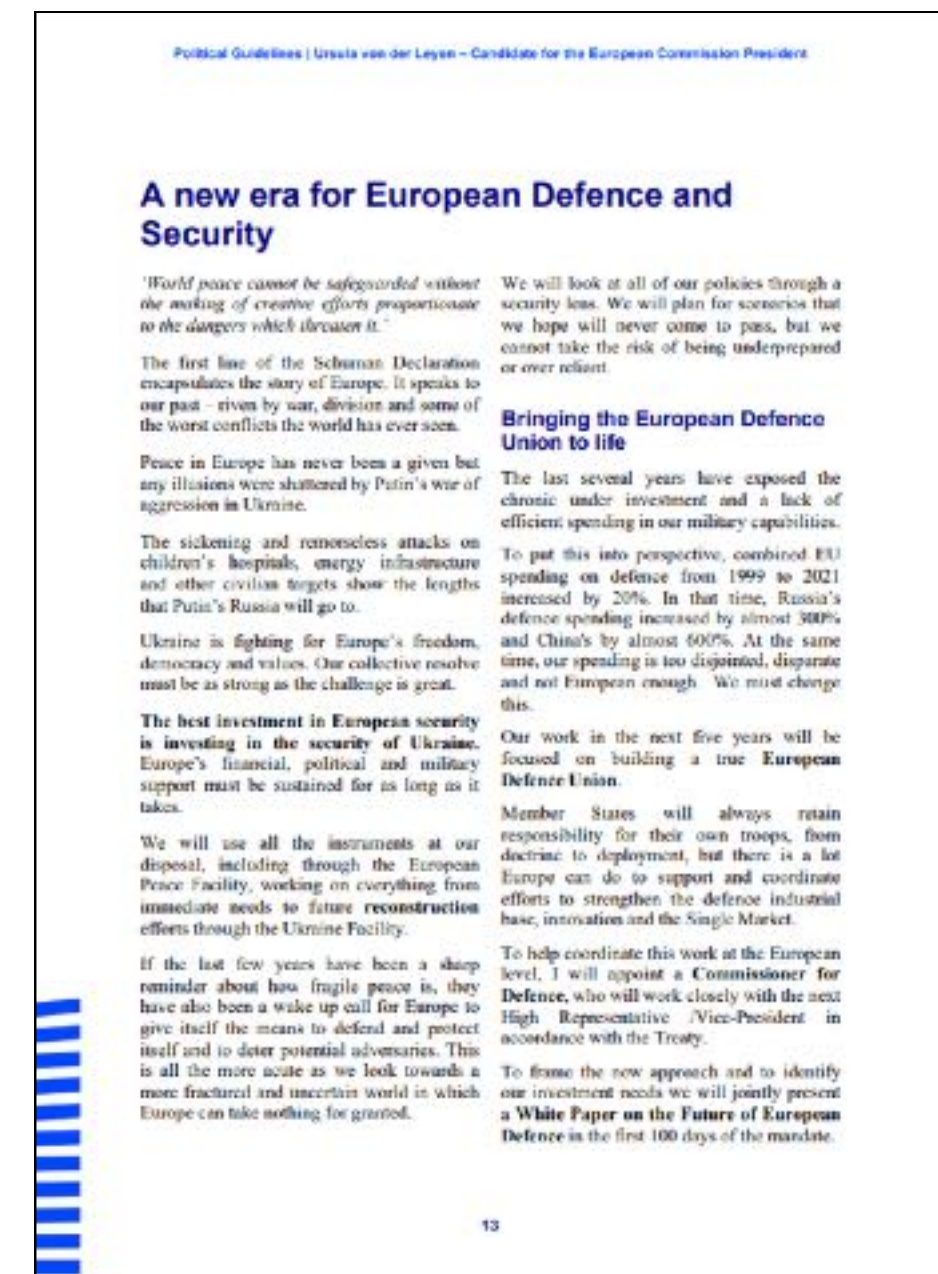 Political Guidelines | Ursula von der Leyen – Candidate for the European Commission President
A new era for European Defence and
Security
'World peace cannot be safeguarded without
the making of creative efforts proportionate
to the dangers which threaten it.'
The first line of the Schuman Declaration
encapsulates the story of Europe. It speaks to
our past – riven by war, division and some of
the worst conflicts the world has ever seen.
Peace in Europe has never been a given but
any illusions were shattered by Putin's war of
aggression in Ukraine.
The sickening and remorseless attacks on
children's hospitals, energy infrastructure
and other civilian targets show the lengths
that Putin's Russia will go to.
Ukraine is fighting for Europe's freedom,
democracy and values. Our collective resolve
must be as strong as the challenge is great.
The best investment in European security
is investing in the security of Ukraine.
Europe's financial, political and military
support must be sustained for as long as it
takes.
We will use all the instruments at our
disposal, including through the European
Peace Facility, working on everything from
immediate needs to future reconstruction
efforts through the Ukraine Facility.
If the last few years have been a sharp
reminder about how fragile peace is, they
have also been a wake up call for Europe to
give itself the means to defend and protect
itself and to deter potential adversaries. This
is all the more acute as we look towards a
more fractured and uncertain world in which
Europe can take nothing for granted.
We will look at all of our policies through a
security lens. We will plan for scenarios that
we hope will never come to pass, but we
cannot take the risk of being underprepared
or over reliant.
Bringing the European Defence
Union to life
The last several years have exposed the
chronic under investment and a lack of
efficient spending in our military capabilities.
To put this into perspective, combined EU
spending on defence from 1999 to 2021
increased by 20%. In that time, Russia's
defence spending increased by almost 300%
and China's by almost 600%. At the same
time, our spending is too disjointed, disparate
and not European enough. We must change
this.
Our work in the next five years will be
focused on building a true European
Defence Union.
Member States will always retain
responsibility for their own troops, from
doctrine to deployment, but there is a lot
Europe can do to support and coordinate
efforts to strengthen the defence industrial
base, innovation and the Single Market.
To help coordinate this work at the European
level, I will appoint a Commissioner for
Defence, who will work closely with the next
High Representative /Vice-President in
accordance with the Treaty.
To frame the new approach and to identify
our investment needs we will jointly present
a White Paper on the Future of European
Defence in the first 100 days of the mandate.
13